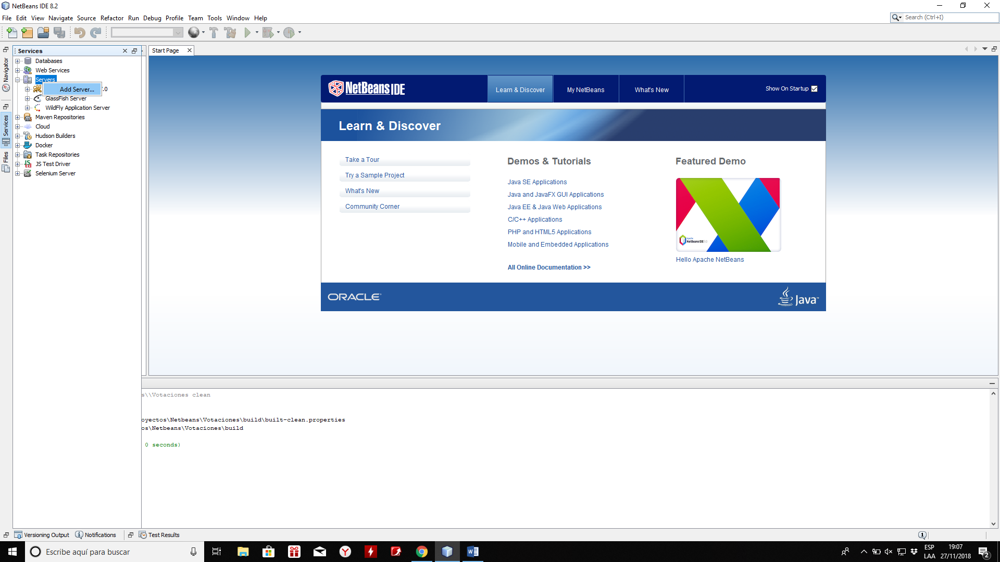 NetBeans IDE 8.2
File Edit View Navigate Source Refactor Run Debug Profile Team Tools Window Help
Search (Ctrl+I)
Navigator
Services
Files
Services
Databases
Web Services
Servers
Add Server...
GlassFish Server
WildFly Application Server
Maven Repositories
Cloud
Hudson Builders
Docker
Task Repositories
JS Test Driver
Selenium Server
Start Page
NetBeans IDE
Learn & Discover
My NetBeans
What's New
Show On Startup
Learn & Discover
Take a Tour
Try a Sample Project
What's New
Community Corner
Demos & Tutorials
Java SE Applications
Java and JavaFX GUI Applications
Java EE & Java Web Applications
C/C++ Applications
PHP and HTML5 Applications
Mobile and Embedded Applications
All Online Documentation >>
Featured Demo
Apache
NetBeans IDE 9.0
Hello Apache NetBeans
ORACLE
Java™
s\\Votaciones clean
oyectos\Netbeans\Votaciones\build\built-clean.properties
os\Netbeans\Votaciones\build
0 seconds)
Versioning Output
Notifications
Test Results
1
Escribe aquí para buscar
ESP
LAA
19:07
27/11/2018
2